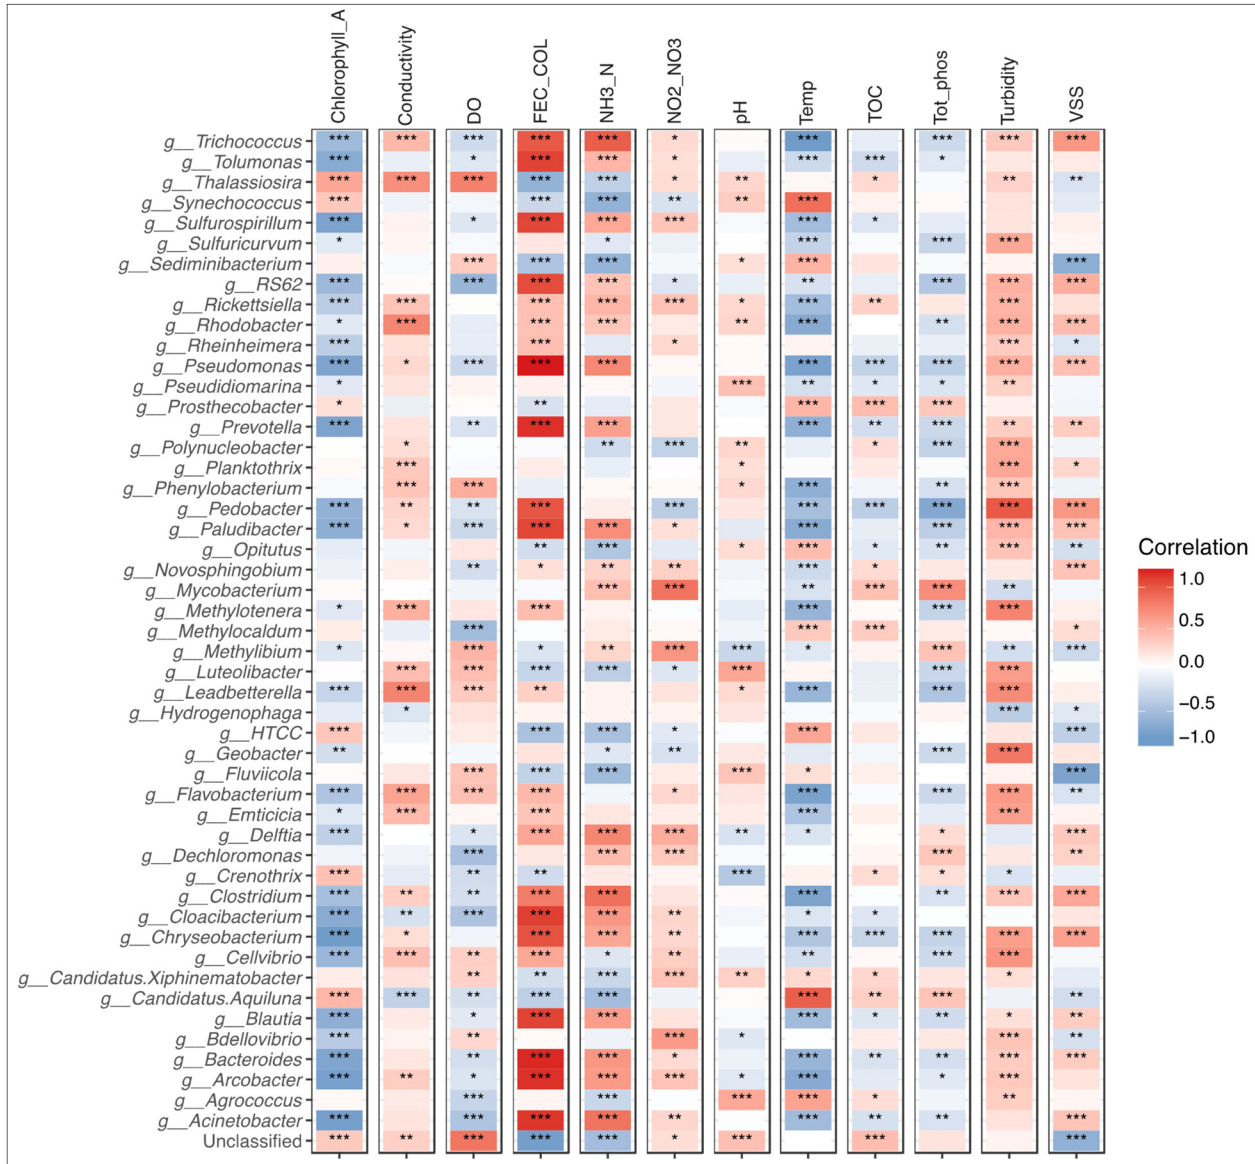 Chlorophyll_A Conductivity DO FEC_COL NH3_N NO2_NO3 pH Temp TOC Tot_phos Turbidity VSS
g__Trichococcus *** *** *** *** *** * *** *** *** ***
g__Tolumonas *** * *** *** * *** *** *
g__Thalassiosira *** *** *** *** *** * ** * ** **
g__Synechococcus *** *** *** ** ** ***
g__Sulfurospirillum *** * *** *** *** *** *
g__Sulfuricurvum * * *** *** ***
g__Sediminibacterium *** *** *** * *** ***
g__RS62 *** *** *** *** * ** *** *** ***
g__Rickettsiella *** *** *** *** *** * *** ** ***
g__Rhodobacter * *** *** *** ** *** ** *** ***
g__Rheinheimera *** *** * *** *
g__Pseudomonas *** * *** *** *** *** *** *** *** ***
g__Pseudidiomarina * *** ** * * **
g__Prosthecobacter * ** *** *** ***
g__Prevotella *** ** *** *** *** ** *** ** **
g__Polynucleobacter * ** *** ** * *** ***
g__Planktothrix *** * *** *
g__Phenylobacterium *** *** * *** ** ***
g__Pedobacter *** ** ** *** *** *** *** *** *** ***
g__Paludibacter *** * *** *** *** * *** *** *** ***
g__Opitutus ** *** * *** * ** *** **
g__Novosphingobium ** * ** ** *** * ***
g__Mycobacterium *** *** ** *** *** **
g__Methylotenera * *** *** *** *** ***
g__Methylocaldum *** *** *** *
g__Methylibium * *** * ** *** *** * *** ** ***
g__Luteolibacter *** *** *** *** * *** *** ***
g__Leadbetterella *** *** *** ** * *** *** ***
g__Hydrogenophaga * *** *
g__HTCC *** *** *** * *** ***
g__Geobacter ** * ** *** ***
g__Fluviicola *** *** *** *** * ***
g__Flavobacterium *** *** *** *** * *** *** *** **
g__Emticicia * *** *** *** ***
g__Delftia *** * *** *** *** ** * * ***
g__Dechloromonas *** *** *** *** **
g__Crenothrix *** ** ** *** * * *
g__Clostridium *** ** ** *** *** *** ** *** ***
g__Cloacibacterium *** ** *** *** *** ** * *
g__Chryseobacterium *** * *** *** ** *** *** *** *** ***
g__Cellvibrio *** *** ** *** * ** ** *** ***
g__Candidatus.Xiphinematobacter ** ** *** *** ** * * *
g__Candidatus.Aquiluna *** *** ** *** *** *** ** *** **
g__Blautia *** * *** *** *** * ** * **
g__Bdellovibrio *** ** *** * *** **
g__Bacteroides *** ** *** *** * *** ** ** *** ***
g__Arcobacter *** ** * *** *** *** * *** * ***
g__Agrococcus *** *** *** *** * **
g__Acinetobacter *** *** *** *** ** *** ** ** ***
Unclassified *** ** *** *** *** * *** *** ***
Correlation
1.0
0.5
0.0
−0.5
−1.0